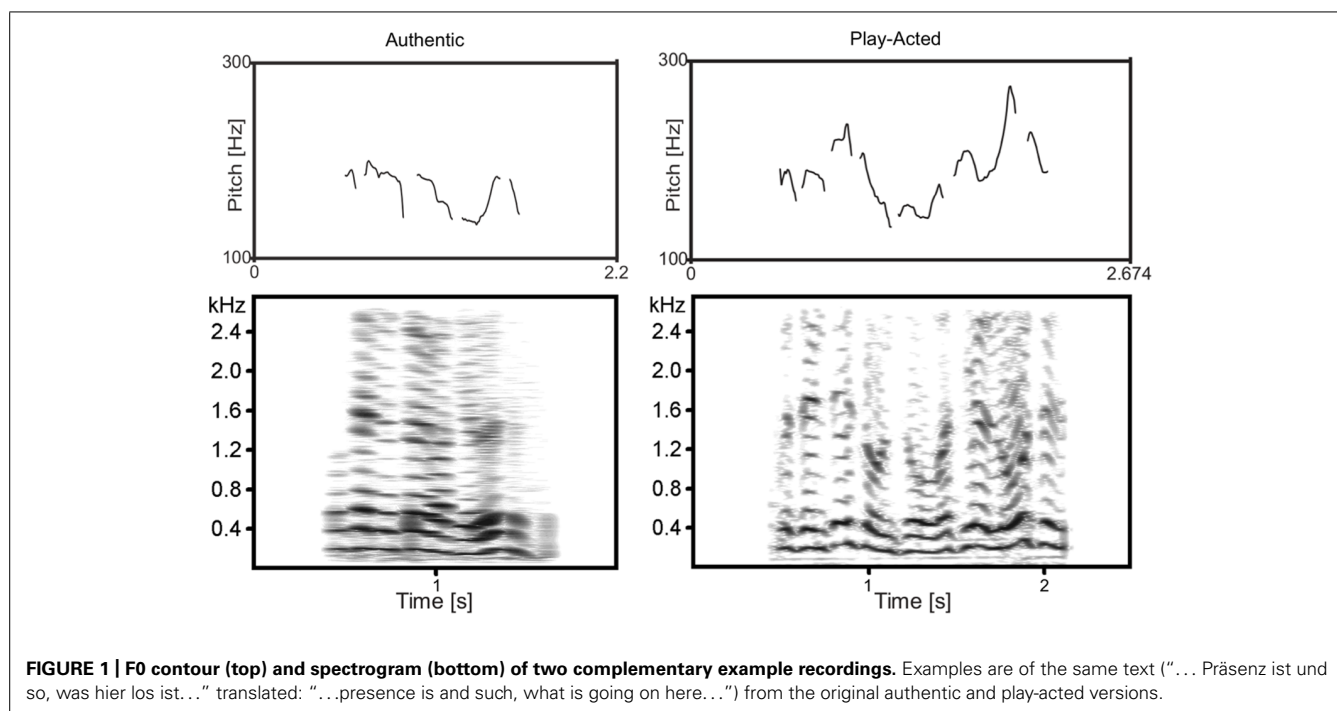 Authentic
Play-Acted
300
Pitch [Hz]
100
0
2.2
300
Pitch [Hz]
100
0
2.674
kHz
2.4
2.0
1.6
1.2
0.8
0.4
1
Time [s]
kHz
2.4
2.0
1.6
1.2
0.8
0.4
1
2
Time [s]
FIGURE 1 | F0 contour (top) and spectrogram (bottom) of two complementary example recordings. Examples are of the same text (“... Präsenz ist und
so, was hier los ist...” translated: “...presence is and such, what is going on here...”) from the original authentic and play-acted versions.